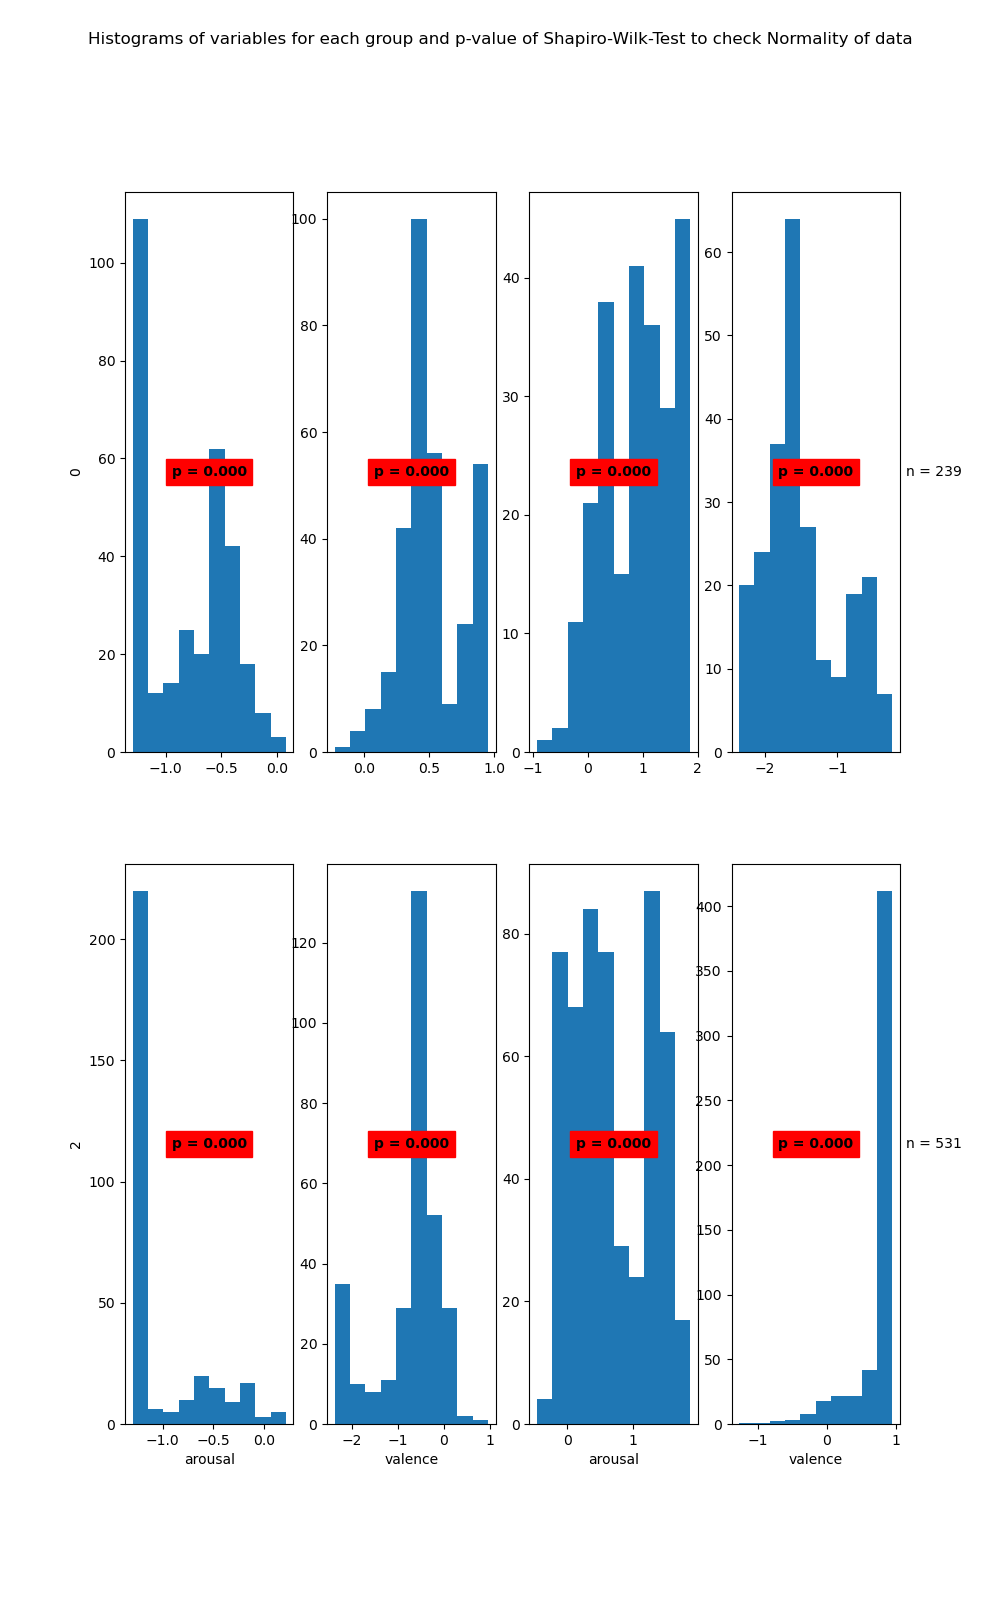 Histograms of variables for each group and p-value of Shapiro-Wilk-Test to check Normality of data
0
100
80
60
40
20
0
−1.0 −0.5 0.0
p = 0.000
100
80
60
40
20
0
0.0 0.5 1.0
p = 0.000
40
30
20
10
0
−1 0 1 2
p = 0.000
60
50
40
30
20
10
0
−2 −1
p = 0.000
n = 239
2
200
150
100
50
0
−1.0 −0.5 0.0
arousal
p = 0.000
120
100
80
60
40
20
0
−2 −1 0 1
valence
p = 0.000
80
60
40
20
0
0 1
arousal
p = 0.000
400
350
300
250
200
150
100
50
0
−1 0 1
valence
p = 0.000
n = 531